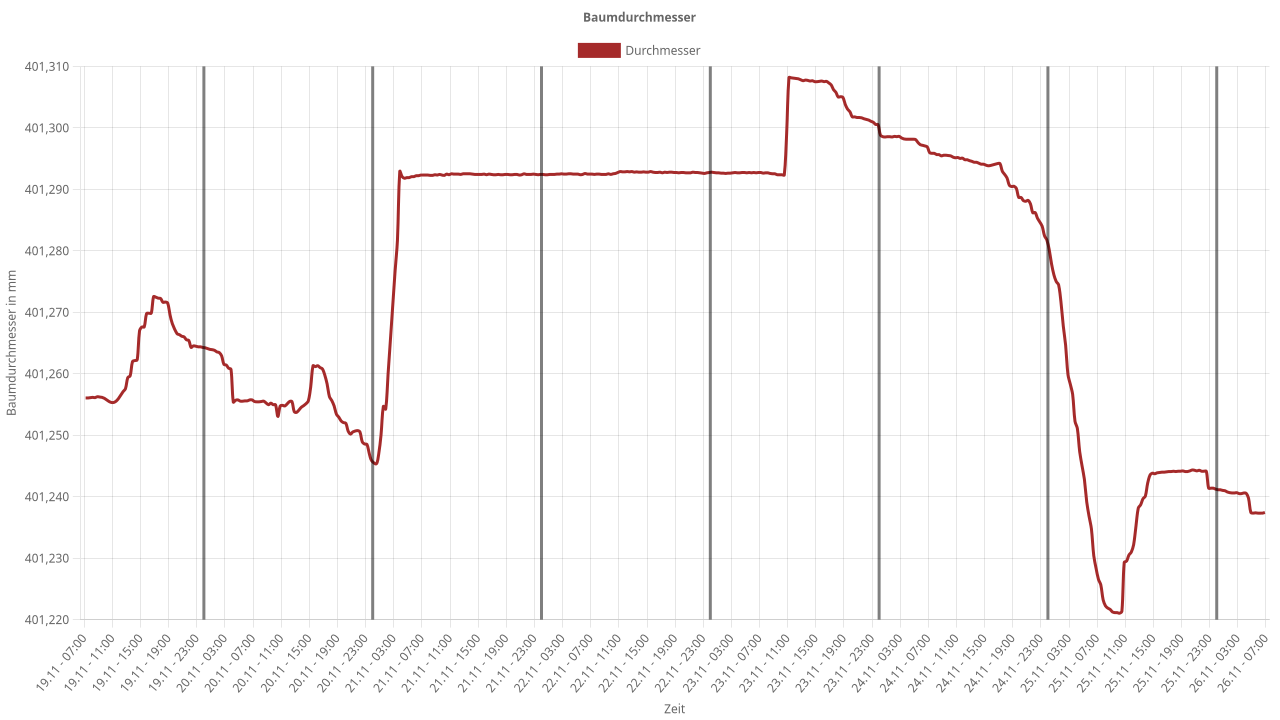 Baumdurchmesser
Durchmesser
401,310
401,300
401,290
401,280
401,270
401,260
401,250
401,240
401,230
401,220
Baumdurchmesser in mm
19.11 - 07:00
19.11 - 11:00
19.11 - 15:00
19.11 - 19:00
19.11 - 23:00
20.11 - 03:00
20.11 - 07:00
20.11 - 11:00
20.11 - 15:00
20.11 - 19:00
20.11 - 23:00
21.11 - 03:00
21.11 - 07:00
21.11 - 11:00
21.11 - 15:00
21.11 - 19:00
21.11 - 23:00
22.11 - 03:00
22.11 - 07:00
22.11 - 11:00
22.11 - 15:00
22.11 - 19:00
22.11 - 23:00
23.11 - 03:00
23.11 - 07:00
23.11 - 11:00
23.11 - 15:00
23.11 - 19:00
23.11 - 23:00
24.11 - 03:00
24.11 - 07:00
24.11 - 11:00
24.11 - 15:00
24.11 - 19:00
24.11 - 23:00
25.11 - 03:00
25.11 - 07:00
25.11 - 11:00
25.11 - 15:00
25.11 - 19:00
25.11 - 23:00
26.11 - 03:00
26.11 - 07:00
Zeit